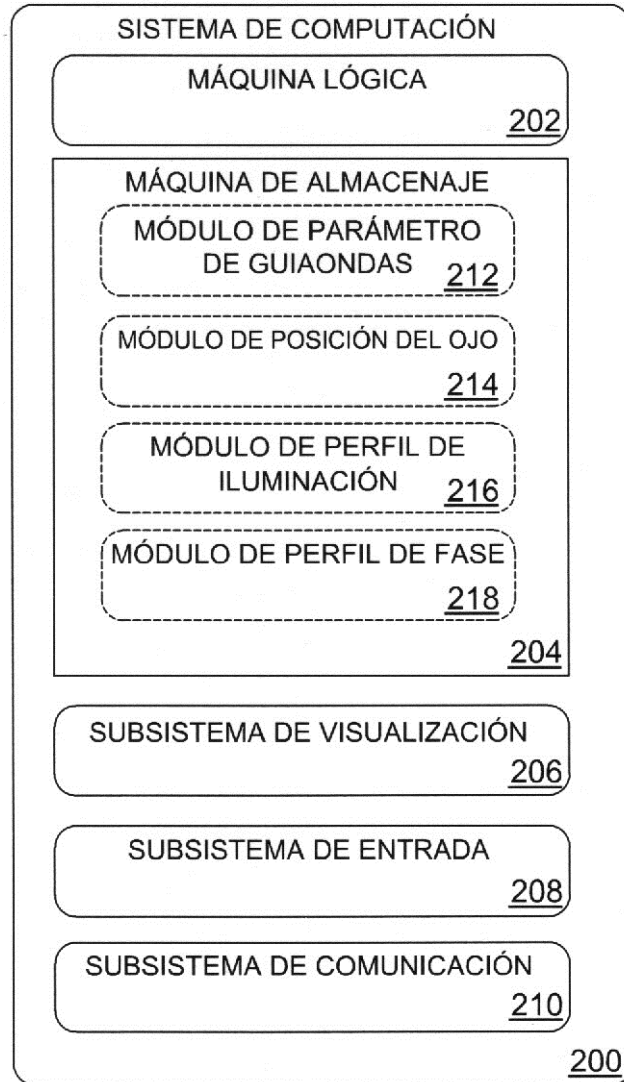 SISTEMA DE COMPUTACIÓN
MÁQUINA LÓGICA
202
MÁQUINA DE ALMACENAJE
MÓDULO DE PARÁMETRO
DE GUIAONDAS
212
MÓDULO DE POSICIÓN DEL OJO
214
MÓDULO DE PERFIL DE
ILUMINACIÓN
216
MÓDULO DE PERFIL DE FASE
218
204
SUBSISTEMA DE VISUALIZACIÓN
206
SUBSISTEMA DE ENTRADA
208
SUBSISTEMA DE COMUNICACIÓN
210
200